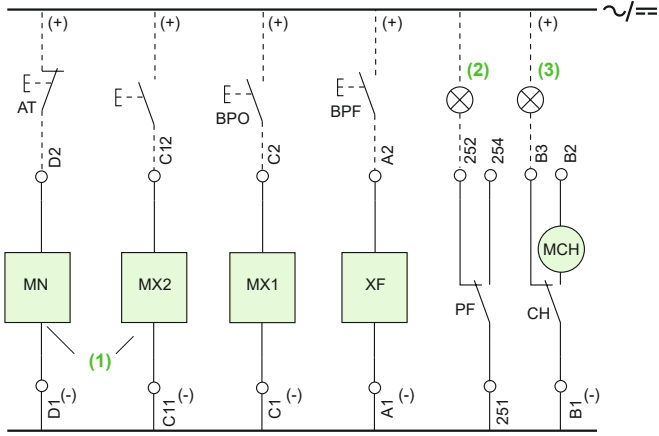 (+) (+) (+) (+) (+)
(2) (3)
AT BPO BPF
D2 C12 C2 A2 252 254 B3 B2
MCH
MN MX2 MX1 XF
PF CH
(1)
D1 (-) C11 (-) C1 (-) A1 (-) 251 B1 (-)